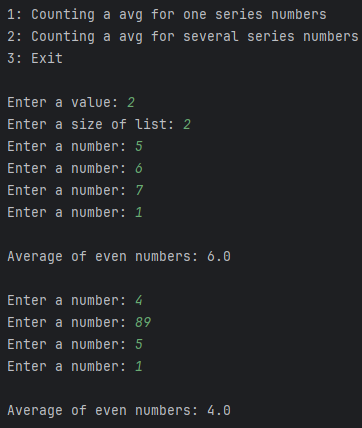 1: Counting a avg for one series numbers
2: Counting a avg for several series numbers
3: Exit
Enter a value: 2
Enter a size of list: 2
Enter a number: 5
Enter a number: 6
Enter a number: 7
Enter a number: 1
Average of even numbers: 6.0
Enter a number: 4
Enter a number: 89
Enter a number: 5
Enter a number: 1
Average of even numbers: 4.0